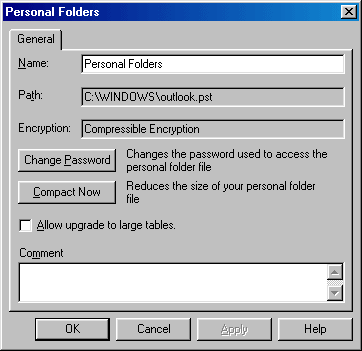 Personal Folders
General
Name: Personal Folders
Path: C:\WINDOWS\outlook.pst
Encryption: Compressible Encryption
Change Password Changes the password used to access the
personal folder file
Compact Now Reduces the size of your personal folder
file
Allow upgrade to large tables.
Comment
OK Cancel Apply Help